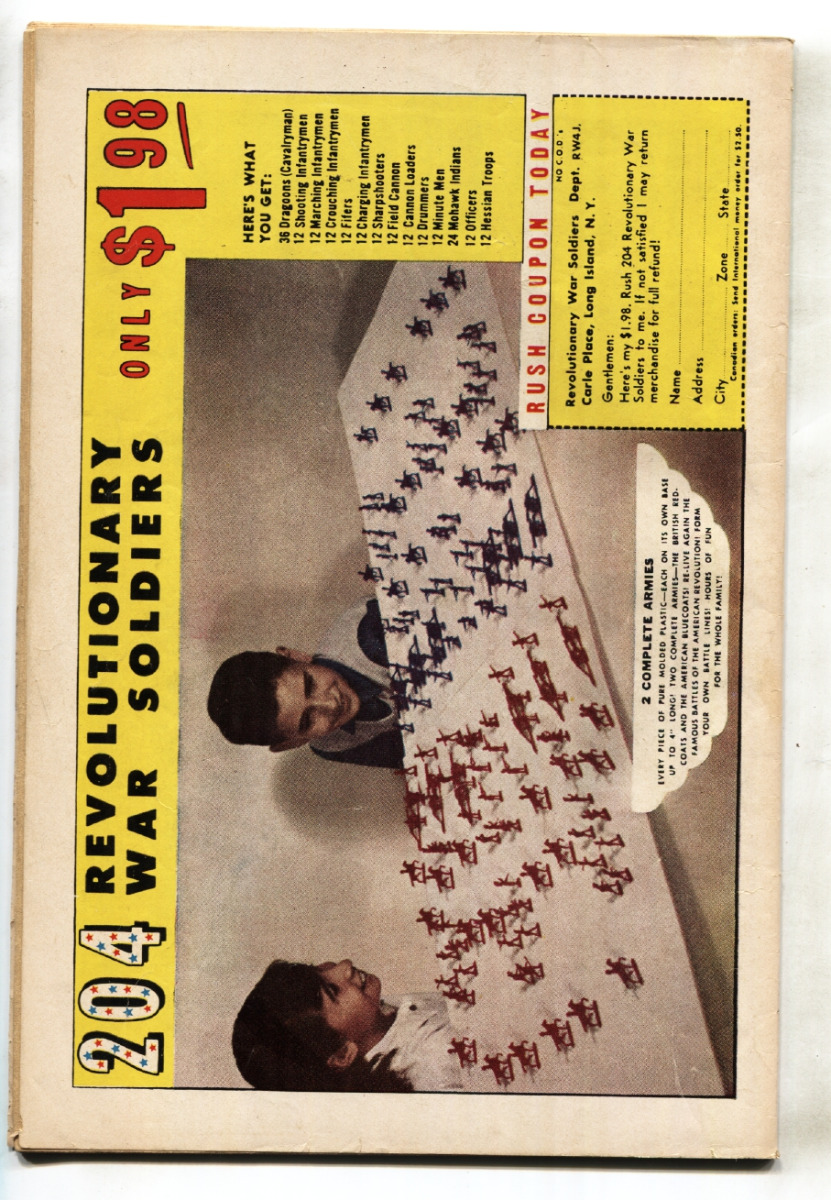 204 REVOLUTIONARY
WAR SOLDIERS
ONLY $1.98
HERE'S WHAT
YOU GET:
36 Dragoons (Cavalryman)
12 Shooting Infantrymen
12 Marching Infantrymen
12 Crouching Infantrymen
12 Fifers
12 Charging Infantrymen
12 Sharpshooters
12 Field Cannon
12 Cannon Loaders
12 Drummers
12 Minute Men
24 Mohawk Indians
12 Officers
12 Hessian Troops
2 COMPLETE ARMIES
EVERY PIECE OF PURE MOLDED PLASTIC—EACH ON ITS OWN BASE
UP TO 4" LONG! TWO COMPLETE ARMIES—THE BRITISH RED-
COATS AND THE AMERICAN BLUECOATS! RE-LIVE AGAIN THE
FAMOUS BATTLES OF THE AMERICAN REVOLUTION! FORM
YOUR OWN BATTLE LINES! HOURS OF FUN
FOR THE WHOLE FAMILY!
RUSH COUPON TODAY
NO C.O.D.'s
Revolutionary War Soldiers Dept. RW4J.
Carle Place, Long Island, N. Y.
Gentlemen:
Here's my $1.98. Rush 204 Revolutionary War
Soldiers to me. If not satisfied I may return
merchandise for full refund!
Name
Address
City Zone State
Canadian orders: Send International money order for $2.50.